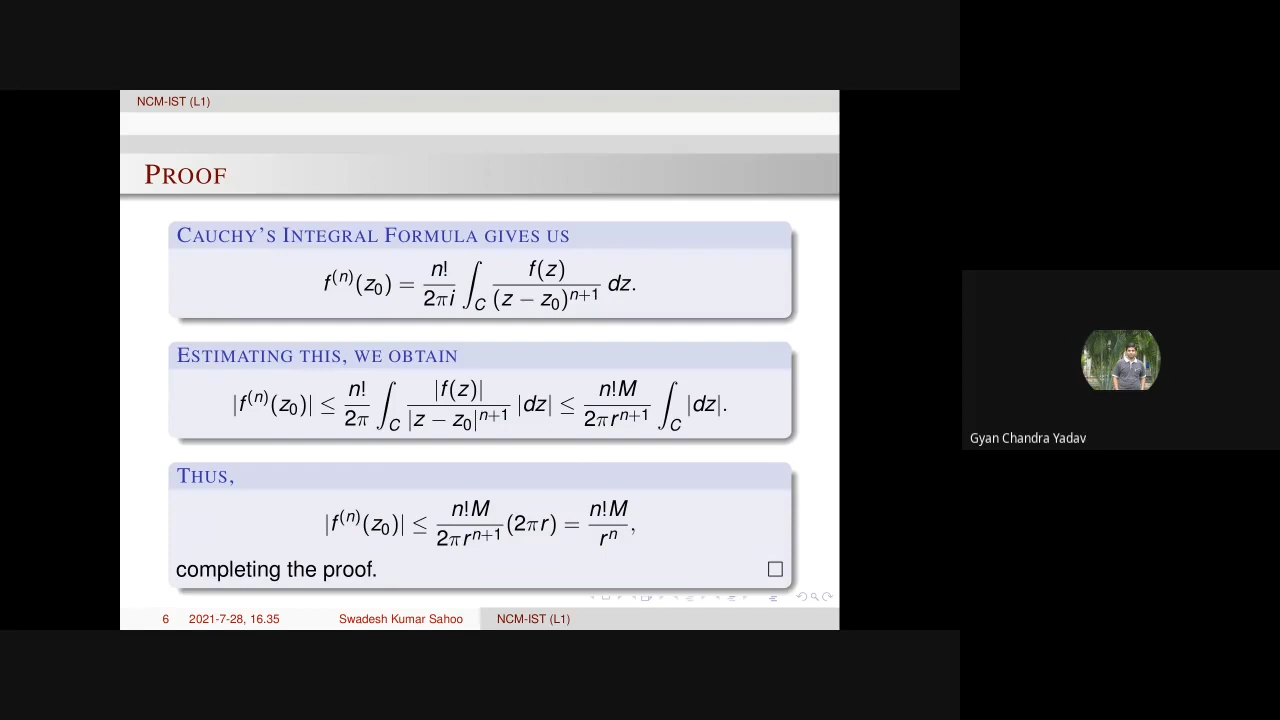 NCM-IST (L1)
PROOF
CAUCHY'S INTEGRAL FORMULA GIVES US
f^{(n)}(z_0) = \frac{n!}{2\pi i} \int_C \frac{f(z)}{(z - z_0)^{n+1}} dz.
ESTIMATING THIS, WE OBTAIN
|f^{(n)}(z_0)| \leq \frac{n!}{2\pi} \int_C \frac{|f(z)|}{|z - z_0|^{n+1}} |dz| \leq \frac{n!M}{2\pi r^{n+1}} \int_C |dz|.
THUS,
|f^{(n)}(z_0)| \leq \frac{n!M}{2\pi r^{n+1}} (2\pi r) = \frac{n!M}{r^n},
completing the proof. □
6 2021-7-28, 16.35 Swadesh Kumar Sahoo NCM-IST (L1)
Gyan Chandra Yadav